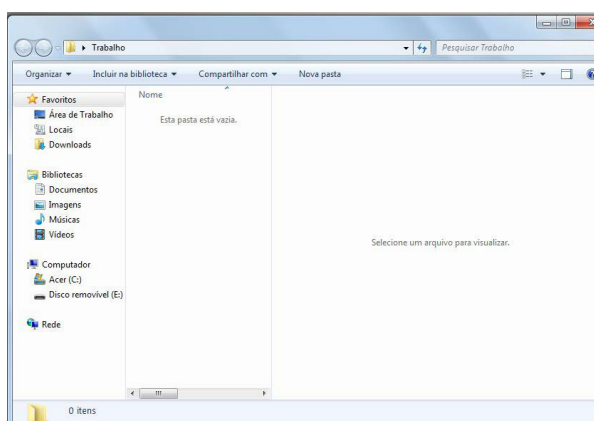 Trabalho
Pesquisar Trabalho
Organizar Incluir na biblioteca Compartilhar com Nova pasta
Favoritos
Área de Trabalho
Locais
Downloads
Bibliotecas
Documentos
Imagens
Músicas
Vídeos
Computador
Acer (C:)
Disco removível (E:)
Rede
Nome
Esta pasta está vazia.
Selecione um arquivo para visualizar.
0 itens